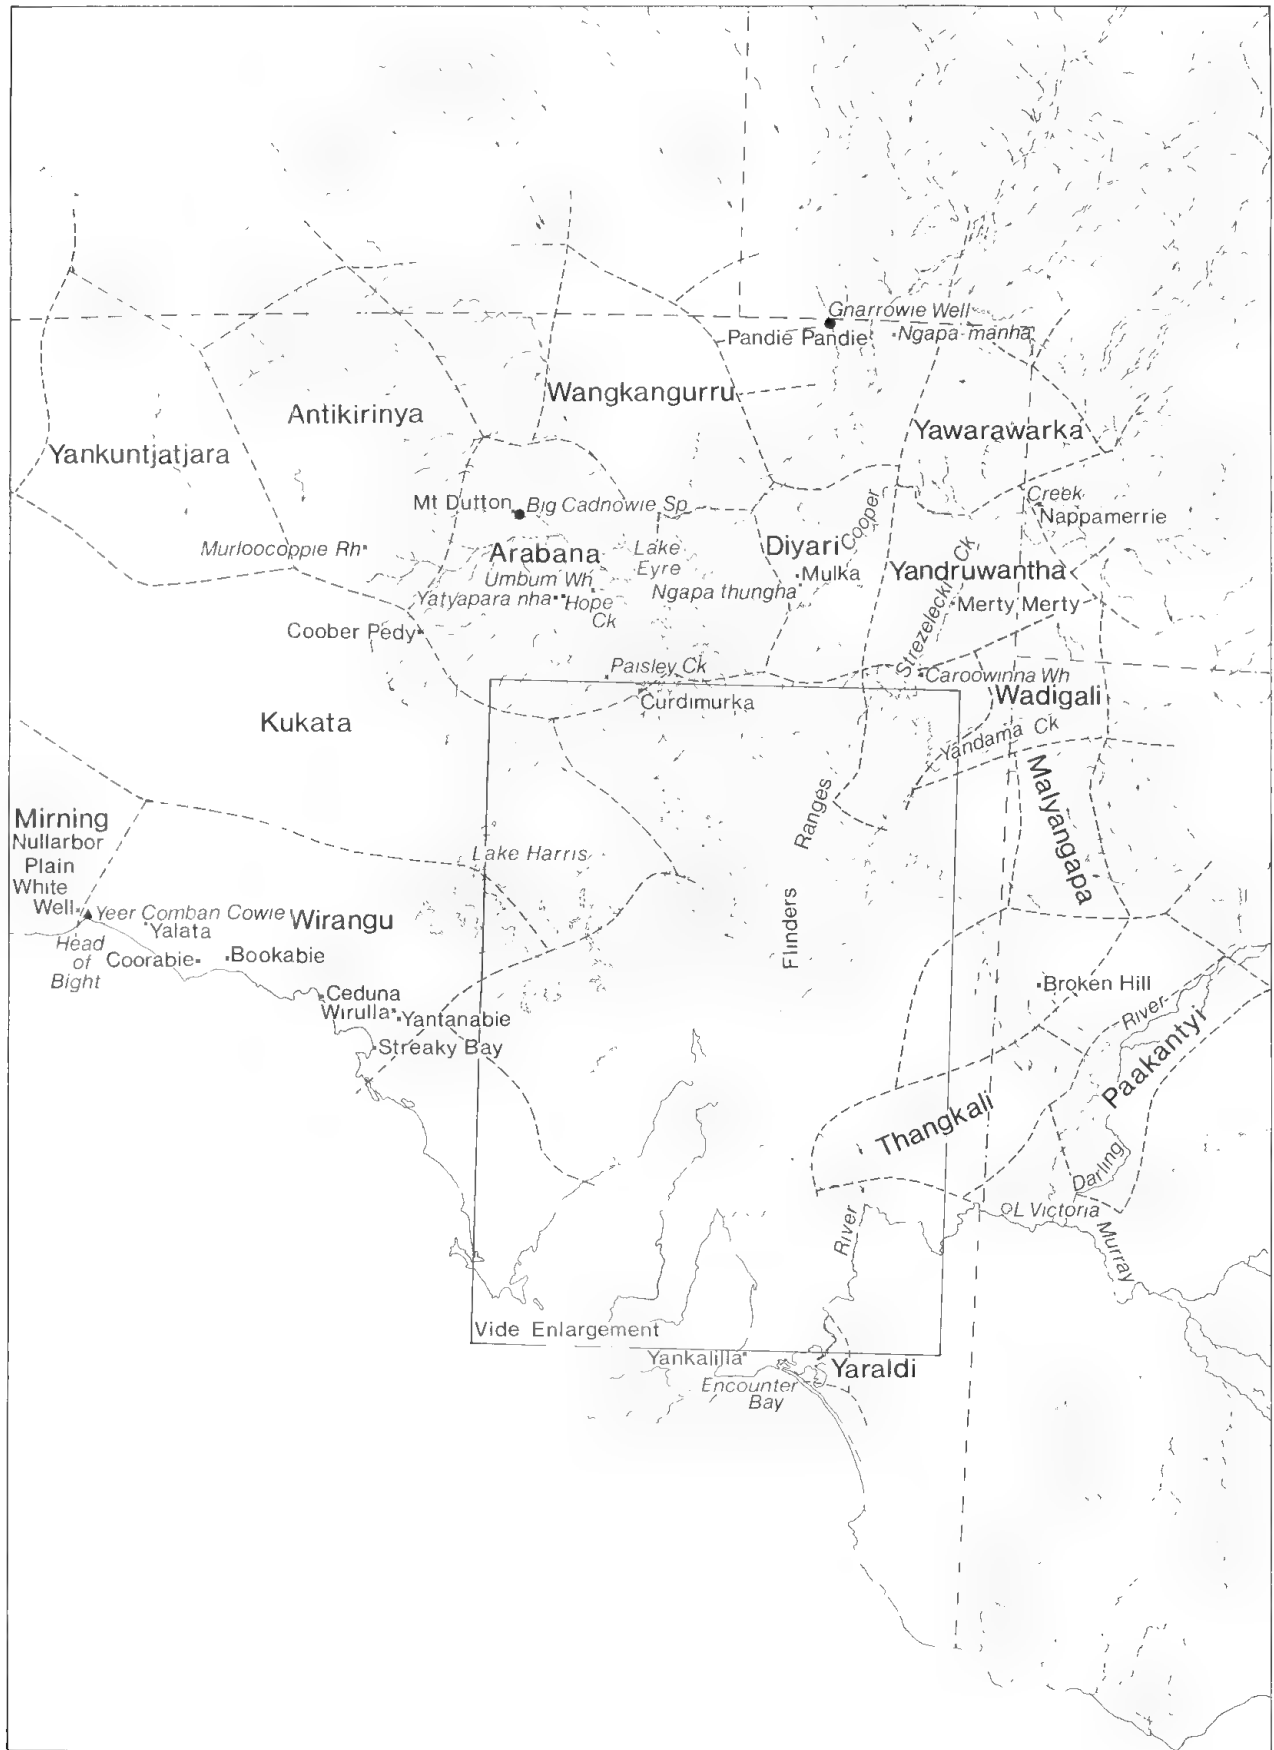 Gnarrowie Well
Pandie Pandie
Ngapa-manha
Wangkangurru
Antikirinya
Yawarawarka
Yankuntjatjara
Mt Dutton
Big Cadnowie Sp
Creek
Nappamerrie
Cooper
Murloocoppie Rh
Arabana
Lake
Eyre
Diyari
Mulka
Yandruwantha
Umbum Wh
Yatyapara nha
Hope
Ck
Ngapa thungha
Strezelecki Ck
Merty Merty
Coober Pedy
Paisley Ck
Curdimurka
Caroowinna Wh
Wadigali
Kukata
Yandama Ck
Malyangapa
Flinders Ranges
Mirning
Nullarbor
Plain
White
Well
Lake Harris
Yeer Comban Cowie
Wirangu
Yalata
Head
of
Bight
Coorabie
Bookabie
Ceduna
Wirulla
Yantanabie
Streaky Bay
Broken Hill
River
Paakantyi
Thangkali
Darling
L Victoria
River
Murray
Vide Enlargement
Yankalilla
Yaraldi
Encounter
Bay